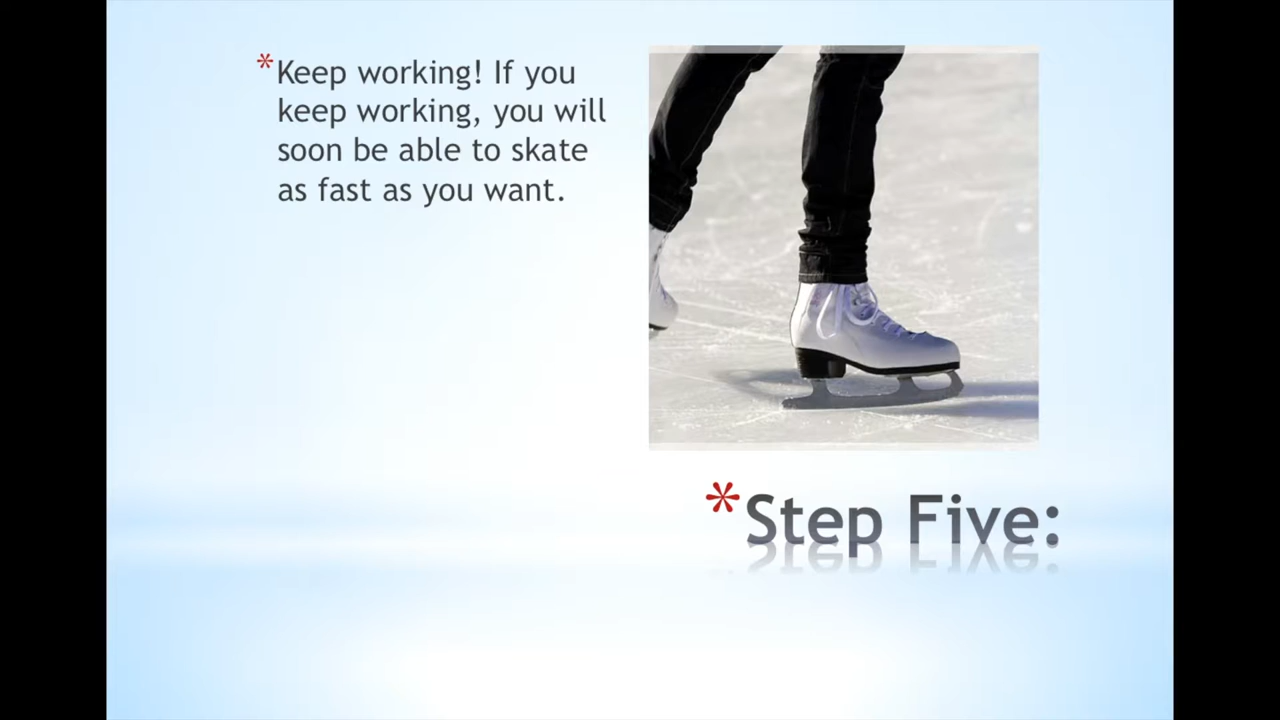 *Keep working! If you
keep working, you will
soon be able to skate
as fast as you want.
*Step Five: